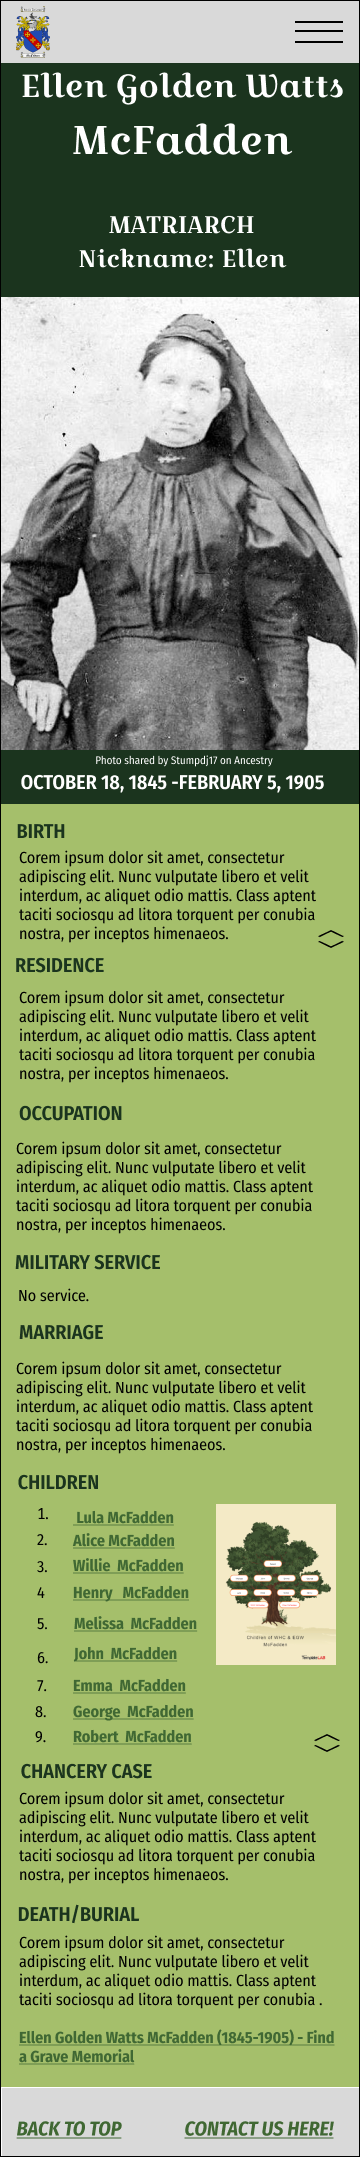 Ellen Golden Watts
McFadden
MATRIARCH
Nickname: Ellen
Photo shared by Stumpdj17 on Ancestry
OCTOBER 18, 1845 -FEBRUARY 5, 1905
BIRTH
Corem ipsum dolor sit amet, consectetur
adipiscing elit. Nunc vulputate libero et velit
interdum, ac aliquet odio mattis. Class aptent
taciti sociosqu ad litora torquent per conubia
nostra, per inceptos himenaeos.
RESIDENCE
Corem ipsum dolor sit amet, consectetur
adipiscing elit. Nunc vulputate libero et velit
interdum, ac aliquet odio mattis. Class aptent
taciti sociosqu ad litora torquent per conubia
nostra, per inceptos himenaeos.
OCCUPATION
Corem ipsum dolor sit amet, consectetur
adipiscing elit. Nunc vulputate libero et velit
interdum, ac aliquet odio mattis. Class aptent
taciti sociosqu ad litora torquent per conubia
nostra, per inceptos himenaeos.
MILITARY SERVICE
No service.
MARRIAGE
Corem ipsum dolor sit amet, consectetur
adipiscing elit. Nunc vulputate libero et velit
interdum, ac aliquet odio mattis. Class aptent
taciti sociosqu ad litora torquent per conubia
nostra, per inceptos himenaeos.
CHILDREN
1. Lula McFadden
2. Alice McFadden
3. Willie McFadden
4 Henry McFadden
5. Melissa McFadden
6. John McFadden
7. Emma McFadden
8. George McFadden
9. Robert McFadden
Children of WHC & EGW
McFadden
TemplateLAB
CHANCERY CASE
Corem ipsum dolor sit amet, consectetur
adipiscing elit. Nunc vulputate libero et velit
interdum, ac aliquet odio mattis. Class aptent
taciti sociosqu ad litora torquent per conubia
nostra, per inceptos himenaeos.
DEATH/BURIAL
Corem ipsum dolor sit amet, consectetur
adipiscing elit. Nunc vulputate libero et velit
interdum, ac aliquet odio mattis. Class aptent
taciti sociosqu ad litora torquent per conubia .
Ellen Golden Watts McFadden (1845-1905) - Find
a Grave Memorial
BACK TO TOP
CONTACT US HERE!